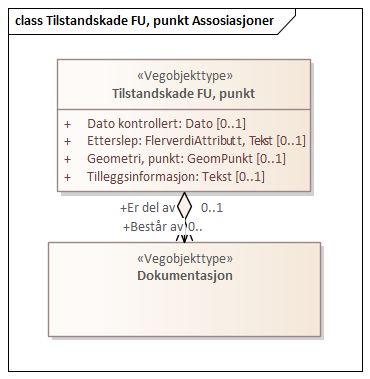 class Tilstandskade FU, punkt Assosiasjoner
«Vegobjekttype»
Tilstandskade FU, punkt
+ Dato kontrollert: Dato [0..1]
+ Etterslep: FlerverdiAttributt, Tekst [0..1]
+ Geometri, punkt: GeomPunkt [0..1]
+ Tilleggsinformasjon: Tekst [0..1]
+Er del av 0..1
+Består av 0..
«Vegobjekttype»
Dokumentasjon